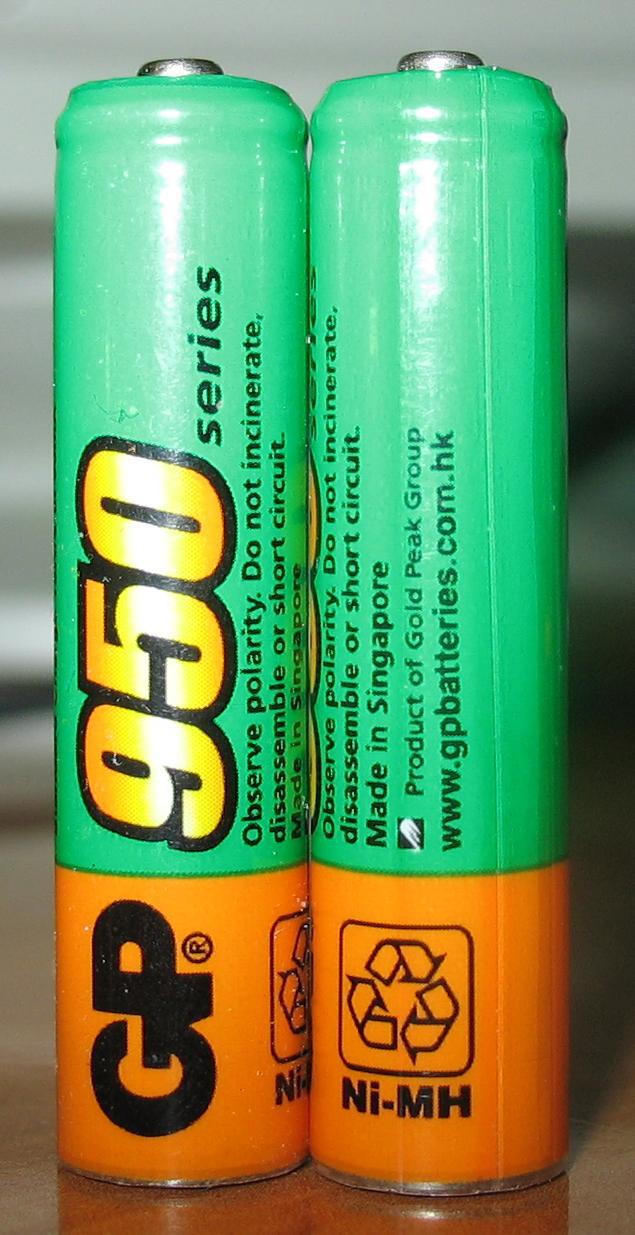 GP®
950
series
Observe polarity. Do not incinerate,
disassemble or short circuit.
Made in Singapore
Observe polarity. Do not incinerate,
disassemble or short circuit.
Made in Singapore
Product of Gold Peak Group
www.gpbatteries.com.hk
Ni-MH